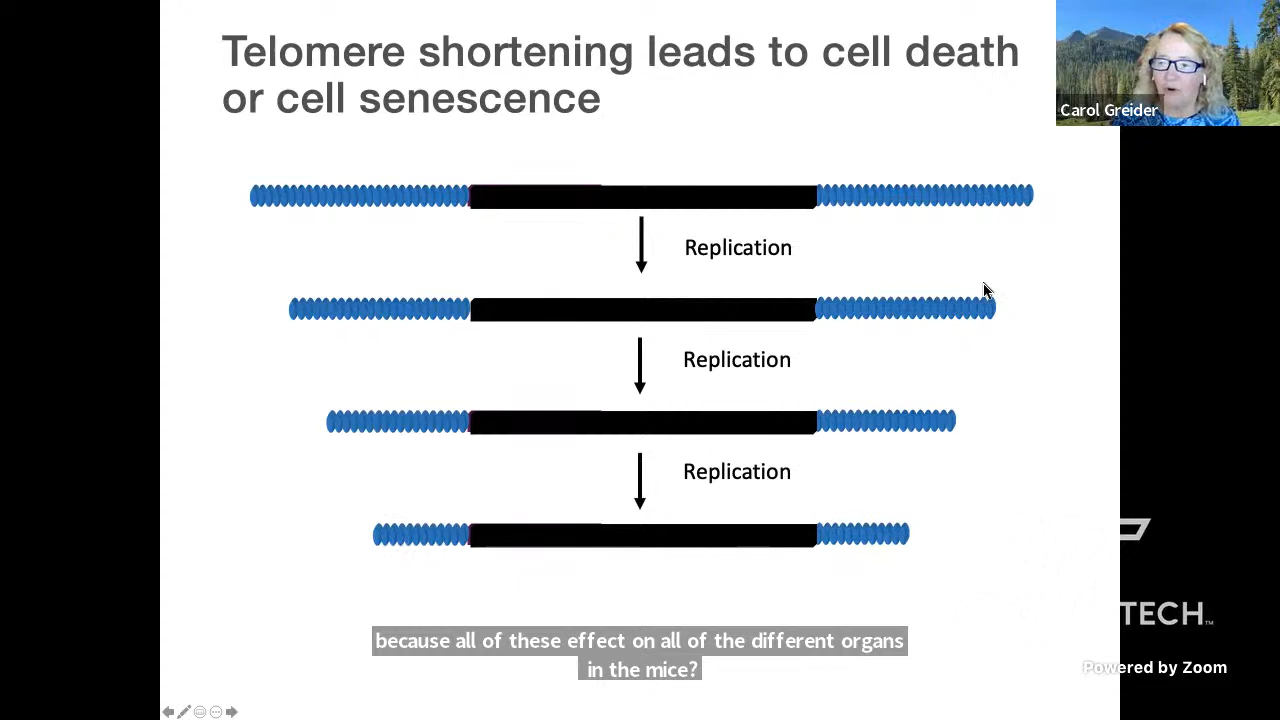 Telomere shortening leads to cell death
or cell senescence
Carol Greider
Replication
Replication
Replication
because all of these effect on all of the different organs
in the mice?
TECH™
Powered by Zoom